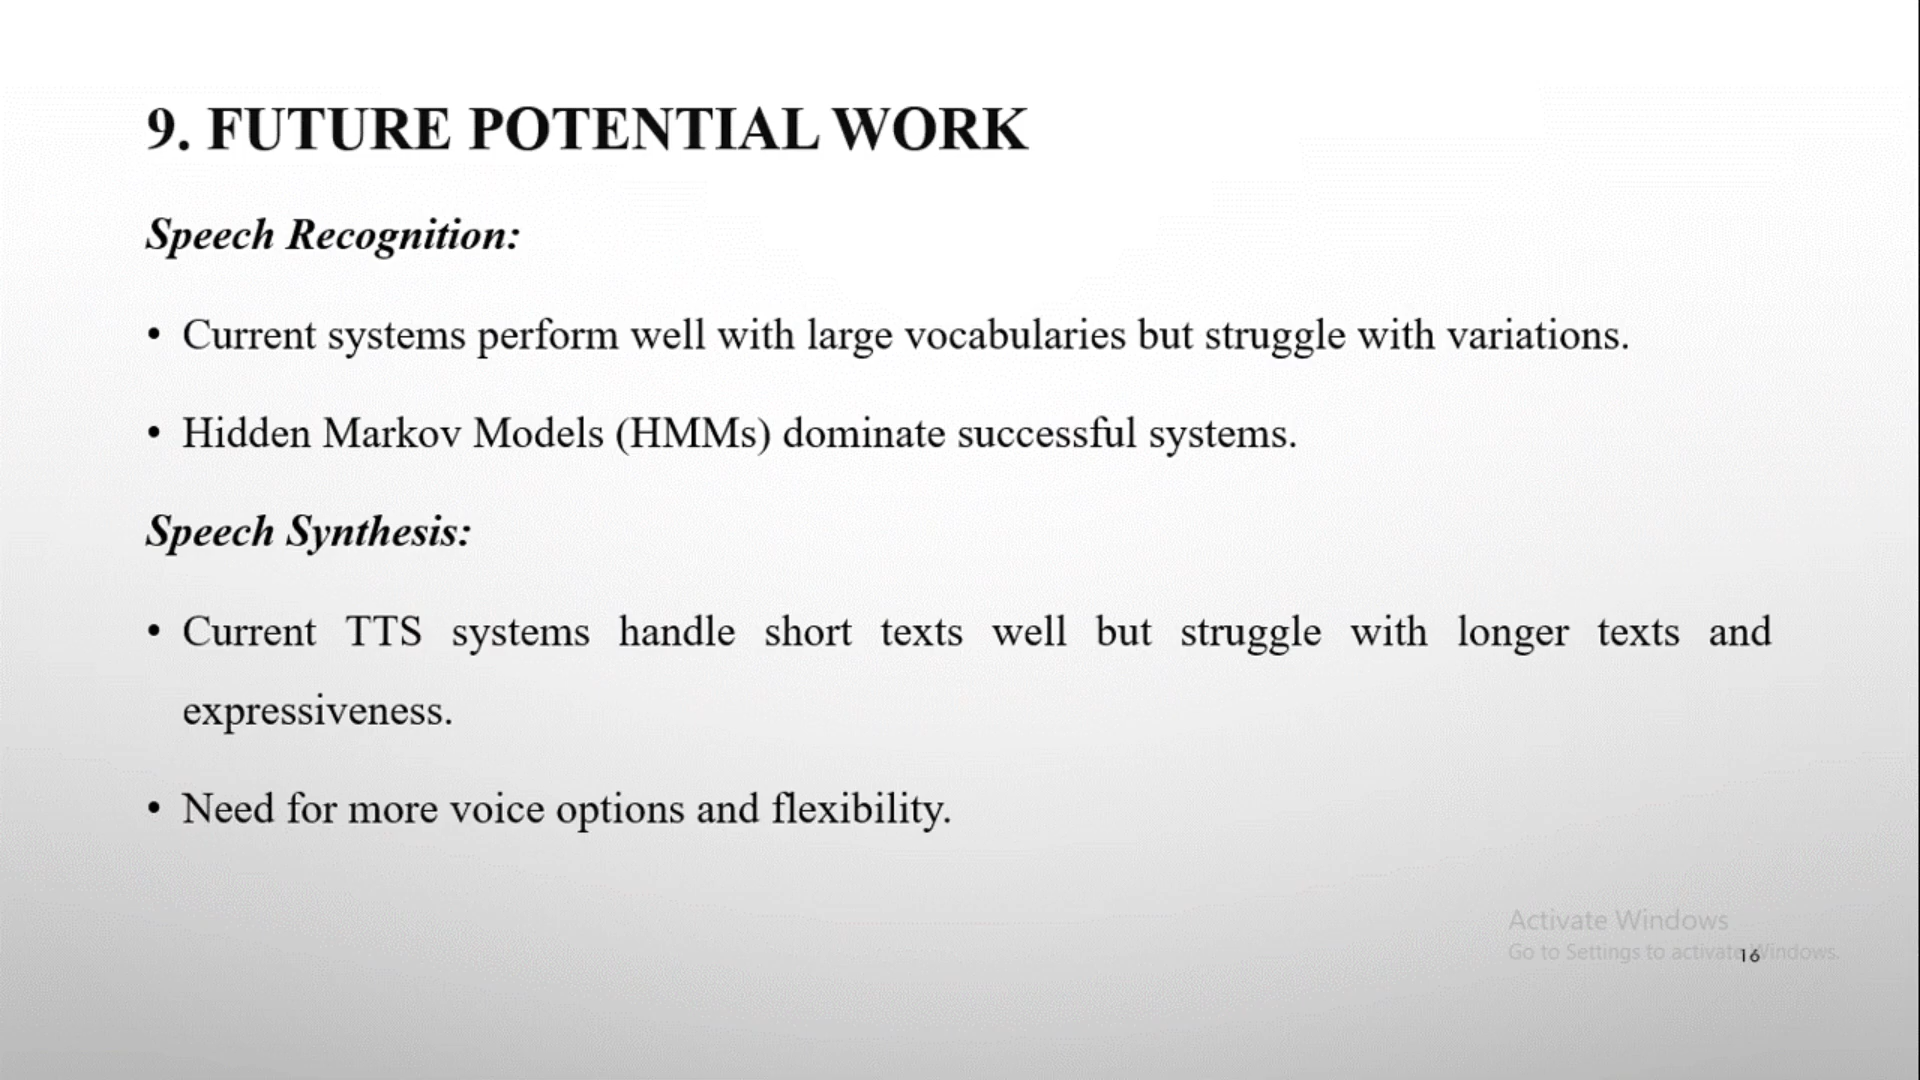 9. FUTURE POTENTIAL WORK
Speech Recognition:
• Current systems perform well with large vocabularies but struggle with variations.
• Hidden Markov Models (HMMs) dominate successful systems.
Speech Synthesis:
• Current TTS systems handle short texts well but struggle with longer texts and
expressiveness.
• Need for more voice options and flexibility.
Activate Windows
Go to Settings to activate Windows.
16